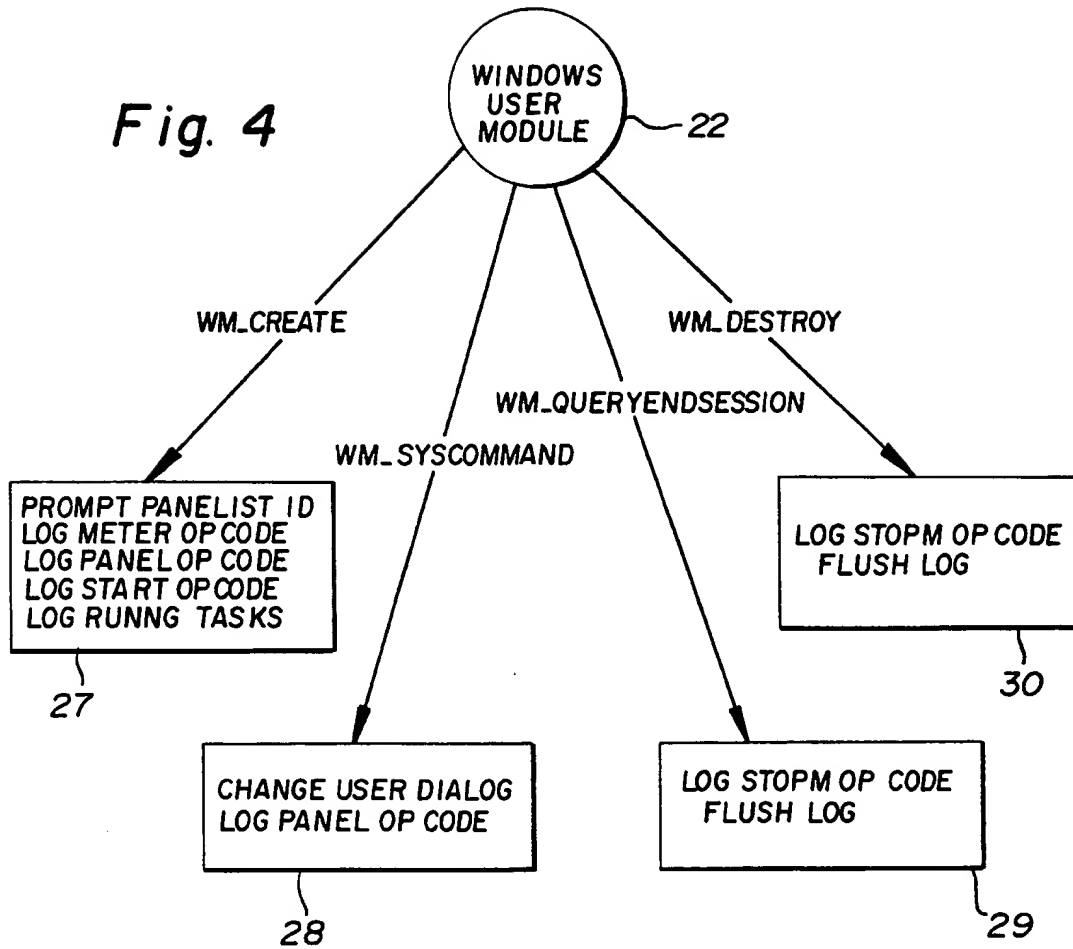 Fig. 4
WINDOWS
USER
MODULE
22
WM_CREATE
WM_DESTROY
WM_QUERYENDSESSION
WM_SYSCOMMAND
PROMPT PANELIST ID
LOG METER OP CODE
LOG PANEL OP CODE
LOG START OP CODE
LOG RUNNG TASKS
27
LOG STOPM OP CODE
FLUSH LOG
30
CHANGE USER DIALOG
LOG PANEL OP CODE
28
LOG STOPM OP CODE
FLUSH LOG
29